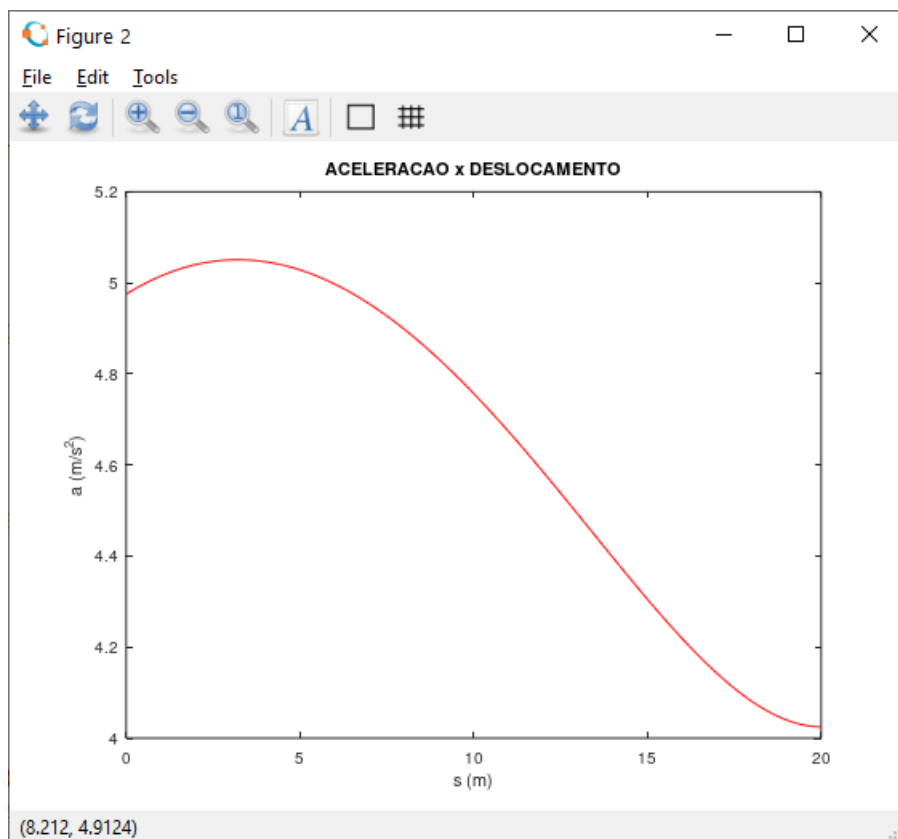 Figure 2
File Edit Tools
A
ACELERACAO x DESLOCAMENTO
5.2
5
4.8
4.6
4.4
4.2
4
a (m/s²)
0 5 10 15 20
s (m)
(8.212, 4.9124)